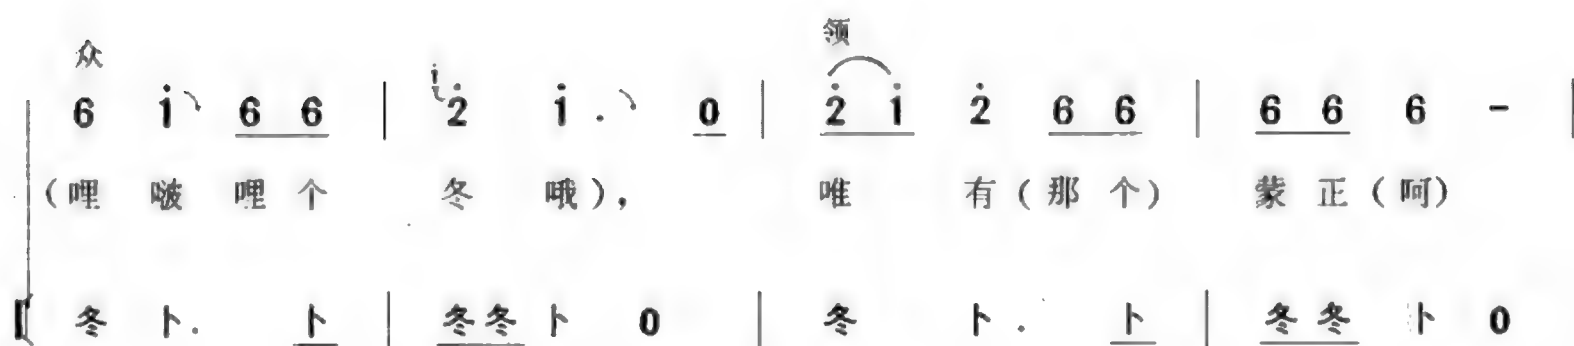 众 领
6 i̇ 6 6 | i̇ 2̇ i̇ . 0 | 2̇ i̇ 2̇ 6 6 | 6 6 6 - |
(哩 啵 哩 个 冬 哦), 唯 有 (那 个) 蒙 正 (呵)
冬 卜. 卜 | 冬冬 卜 0 | 冬 卜. 卜 | 冬冬 卜 0